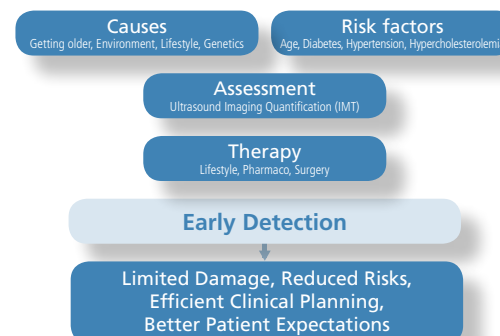 Causes
Getting older, Environment, Lifestyle, Genetics
Risk factors
Age, Diabetes, Hypertension, Hypercholesterolemi
Assessment
Ultrasound Imaging Quantification (IMT)
Therapy
Lifestyle, Pharmaco, Surgery
Early Detection
Limited Damage, Reduced Risks,
Efficient Clinical Planning,
Better Patient Expectations